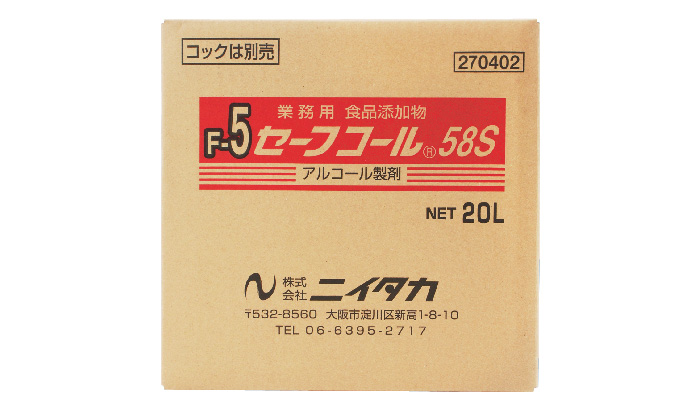 コックは別売
270402
業務用 食品添加物
F-5 セーフコール® 58S
アルコール製剤
NET 20L
株式会社 ニイタカ
〒532-8560 大阪市淀川区新高1-8-10
TEL 06-6395-2717